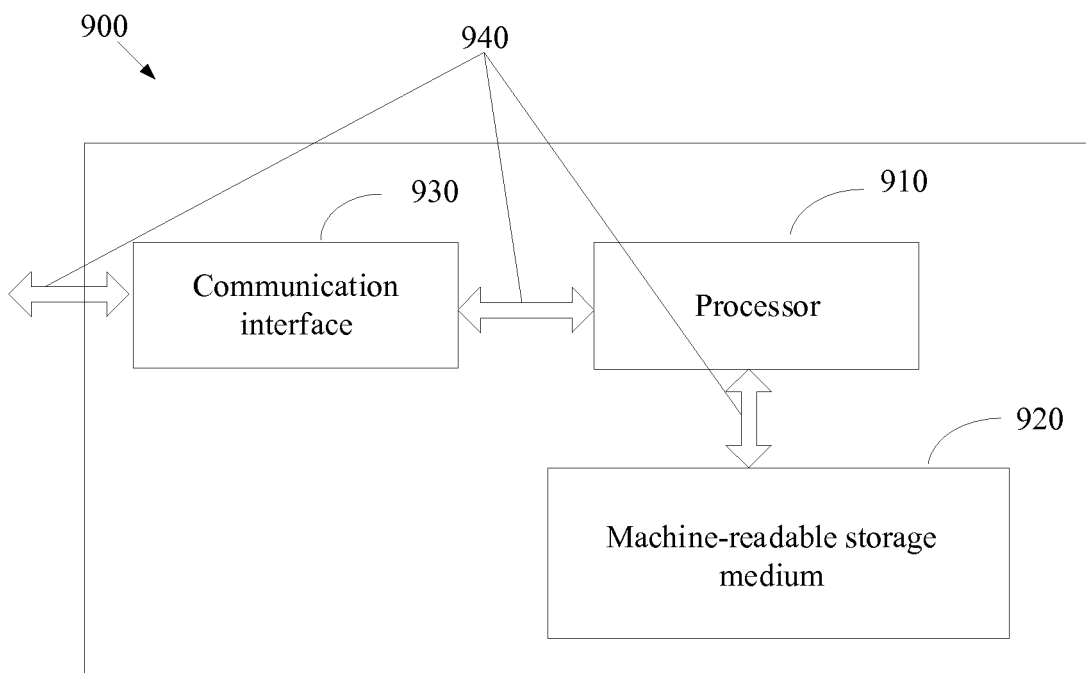 900
940
930
910
Communication
interface
Processor
920
Machine-readable storage
medium